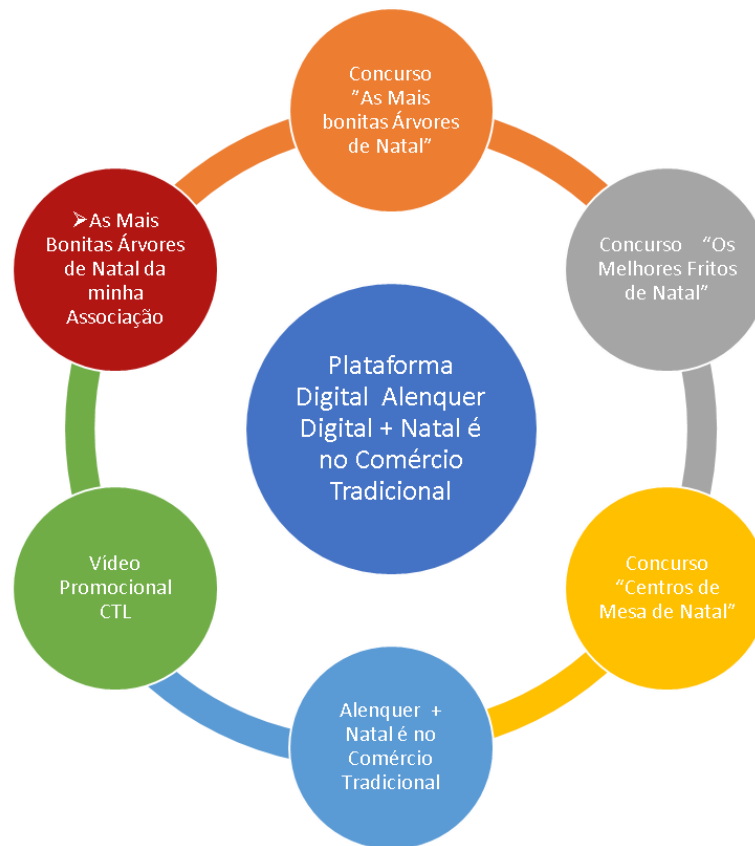 Concurso
"As Mais
bonitas Árvores
de Natal"
➢As Mais
Bonitas Árvores
de Natal da
minha
Associação
Concurso "Os
Melhores Fritos
de Natal"
Plataforma
Digital Alenquer
Digital + Natal é
no Comércio
Tradicional
Vídeo
Promocional
CTL
Concurso
"Centros de
Mesa de Natal"
Alenquer +
Natal é no
Comércio
Tradicional